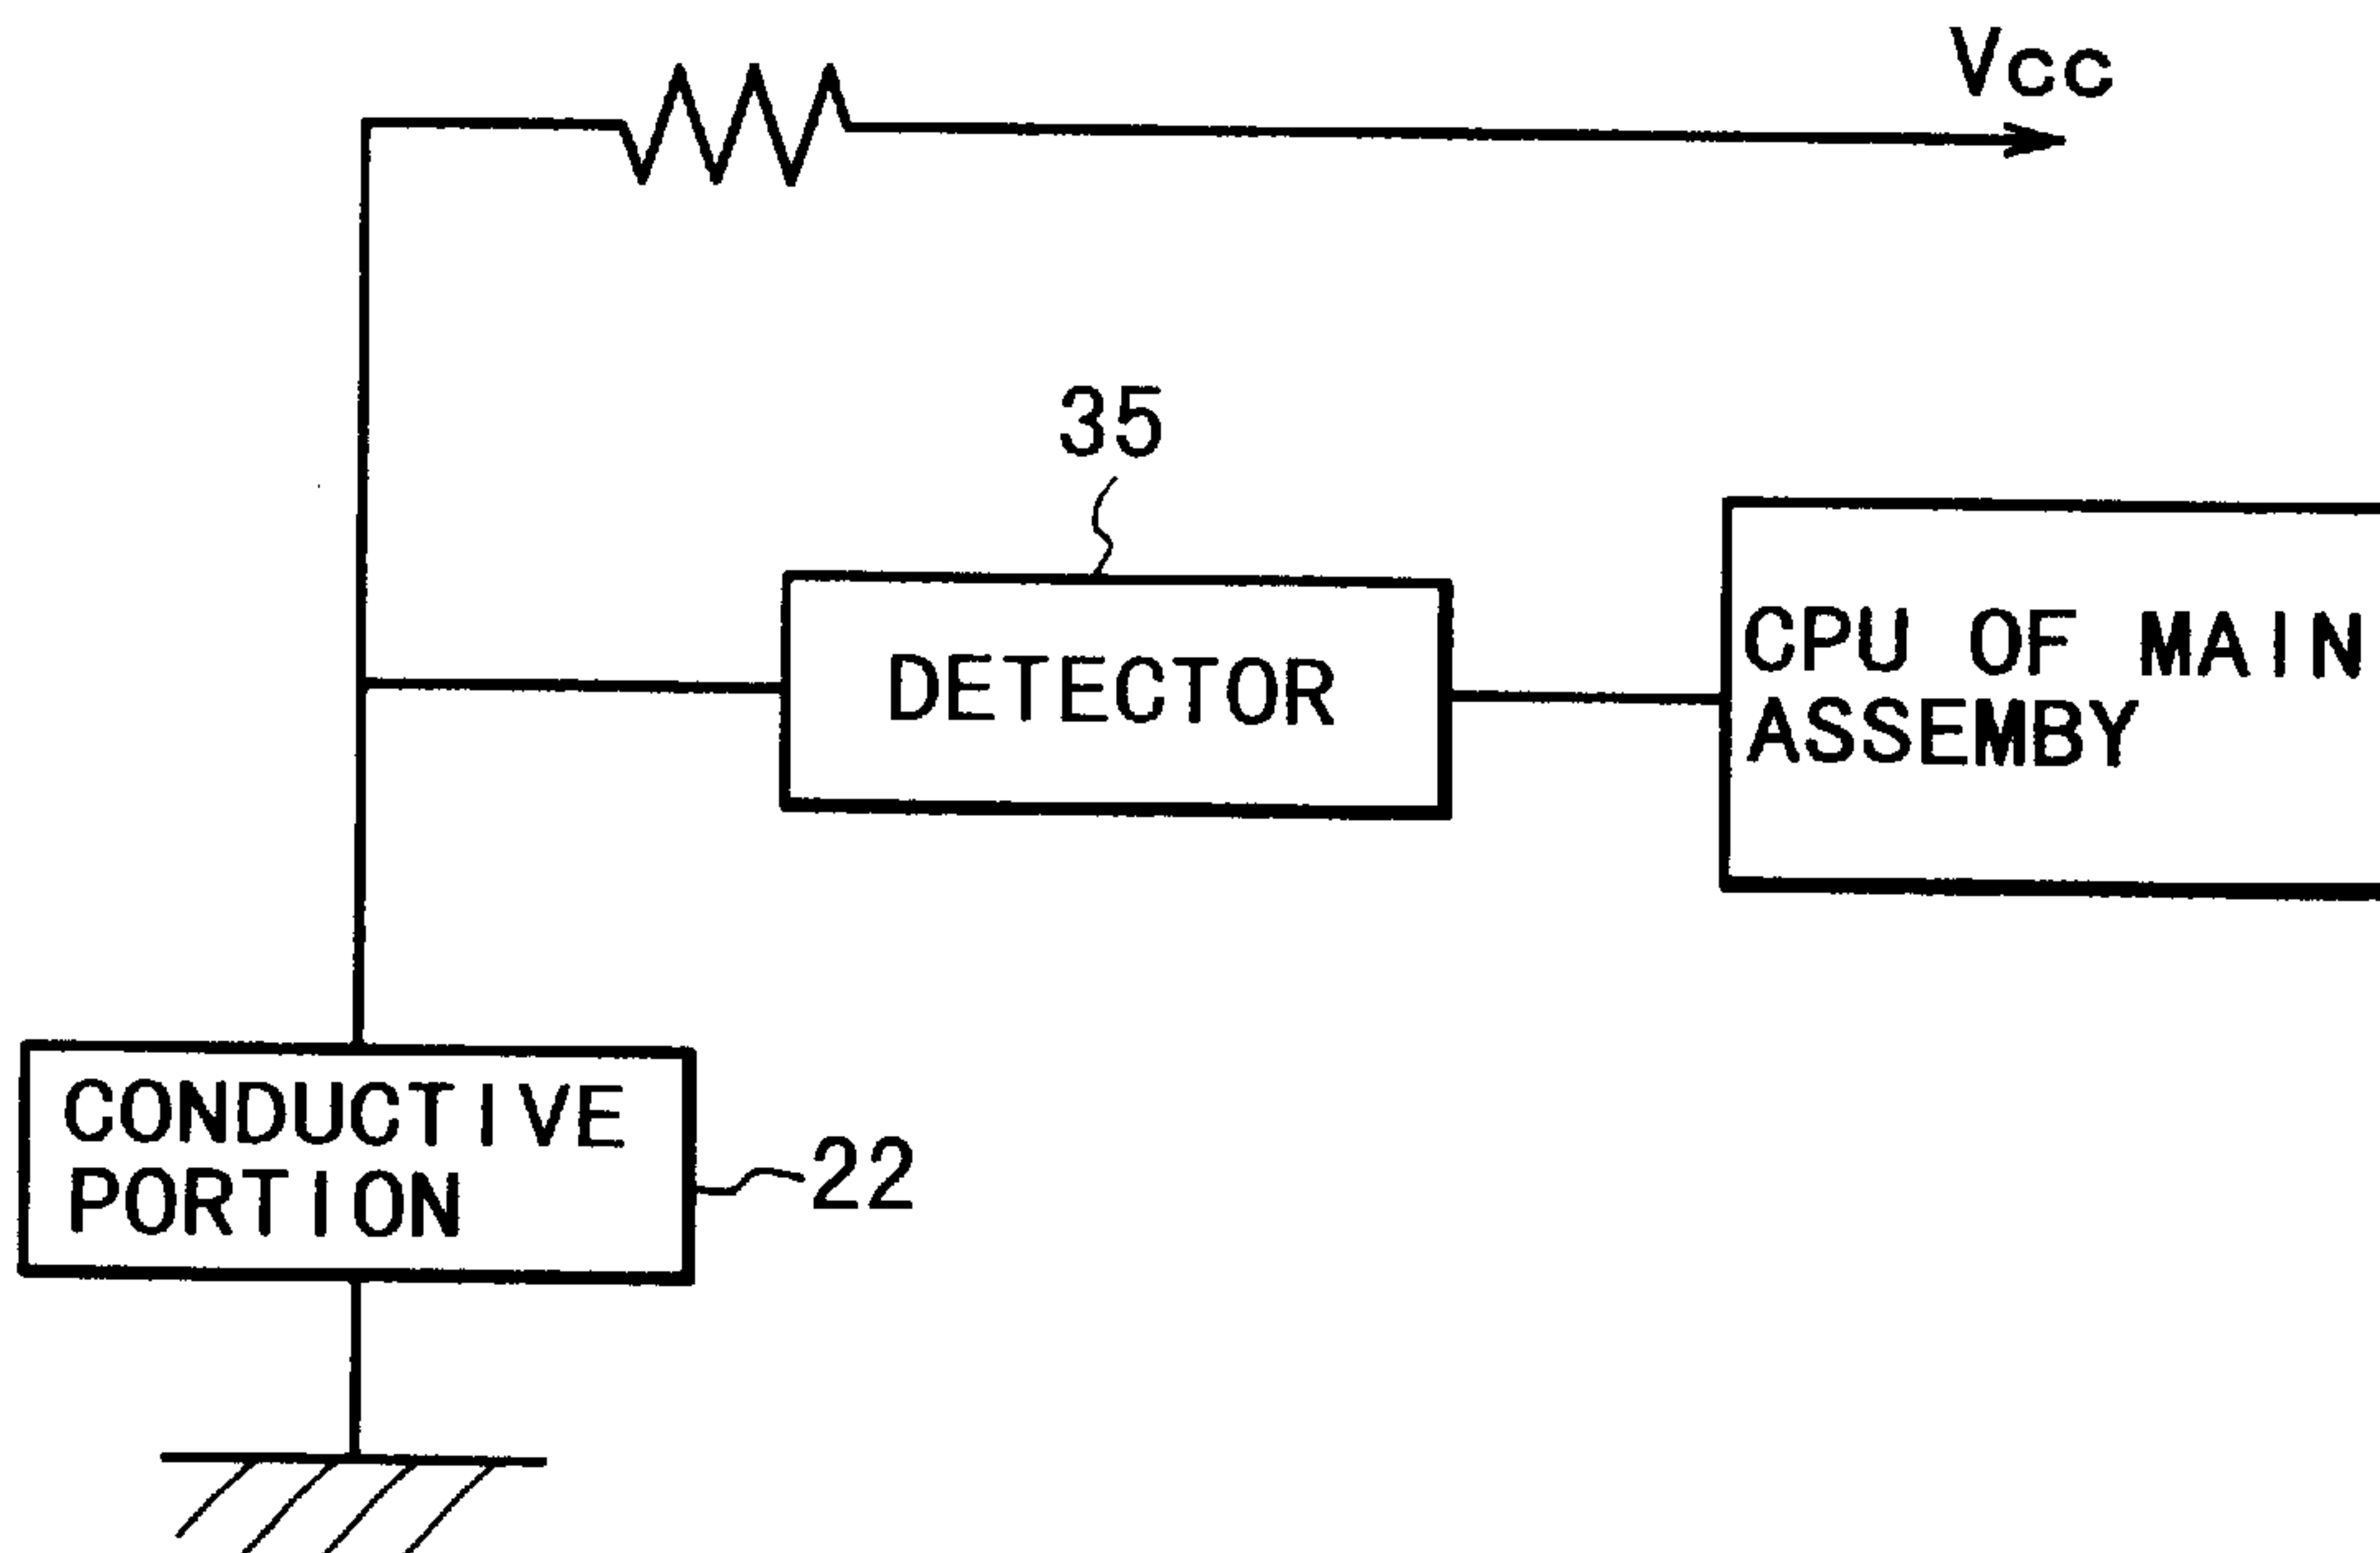 Vcc
35
DETECTOR
CPU OF MAIN
ASSEMBY
CONDUCTIVE
PORTION
22